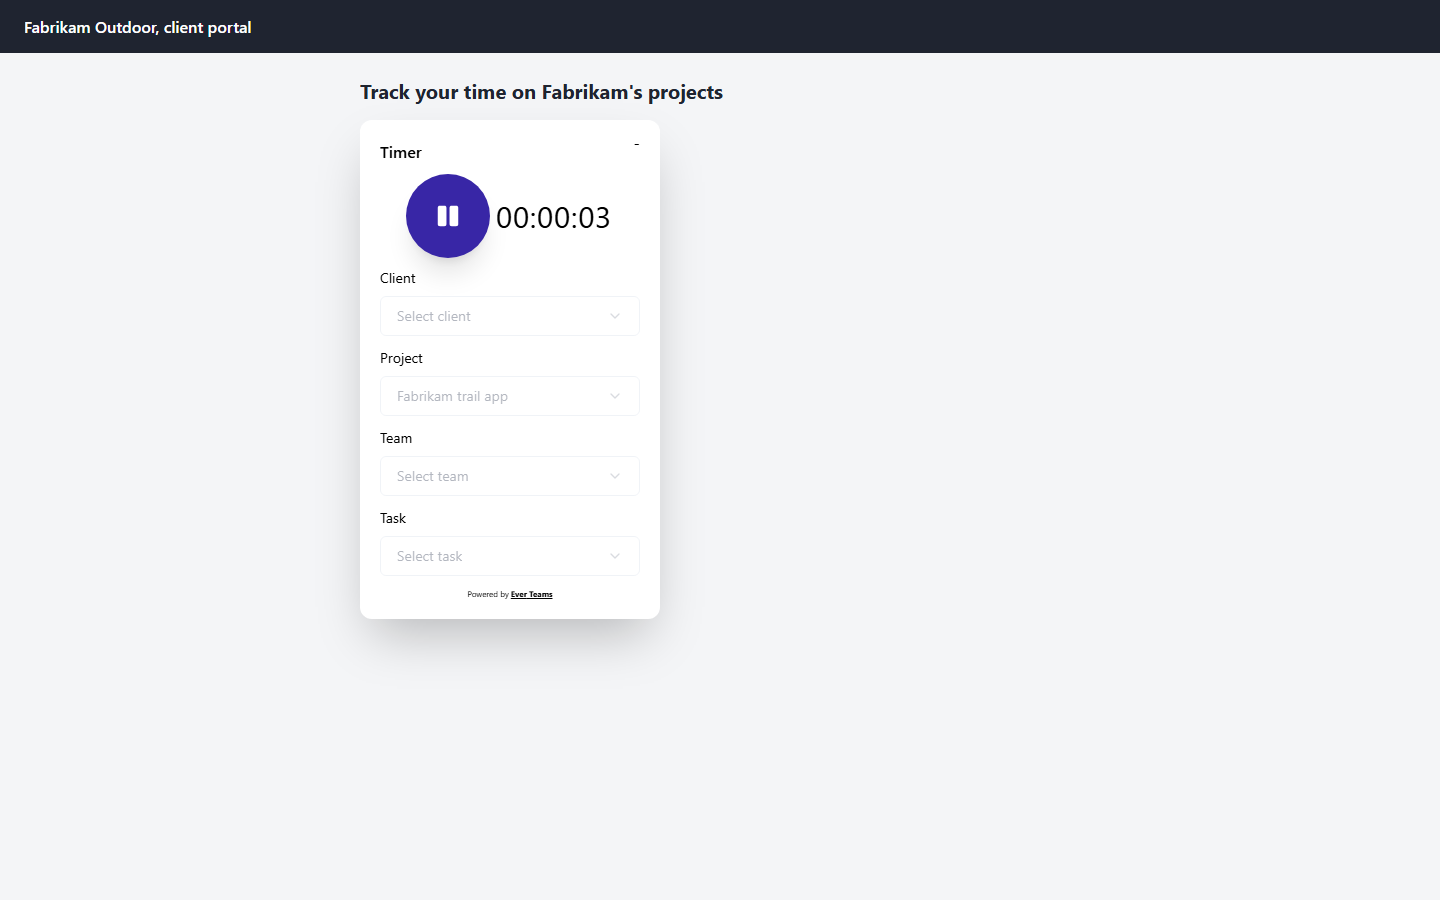 Fabrikam Outdoor, client portal
Track your time on Fabrikam's projects
Timer
-
00:00:03
Client
Select client
Project
Fabrikam trail app
Team
Select team
Task
Select task
Powered by Ever Teams